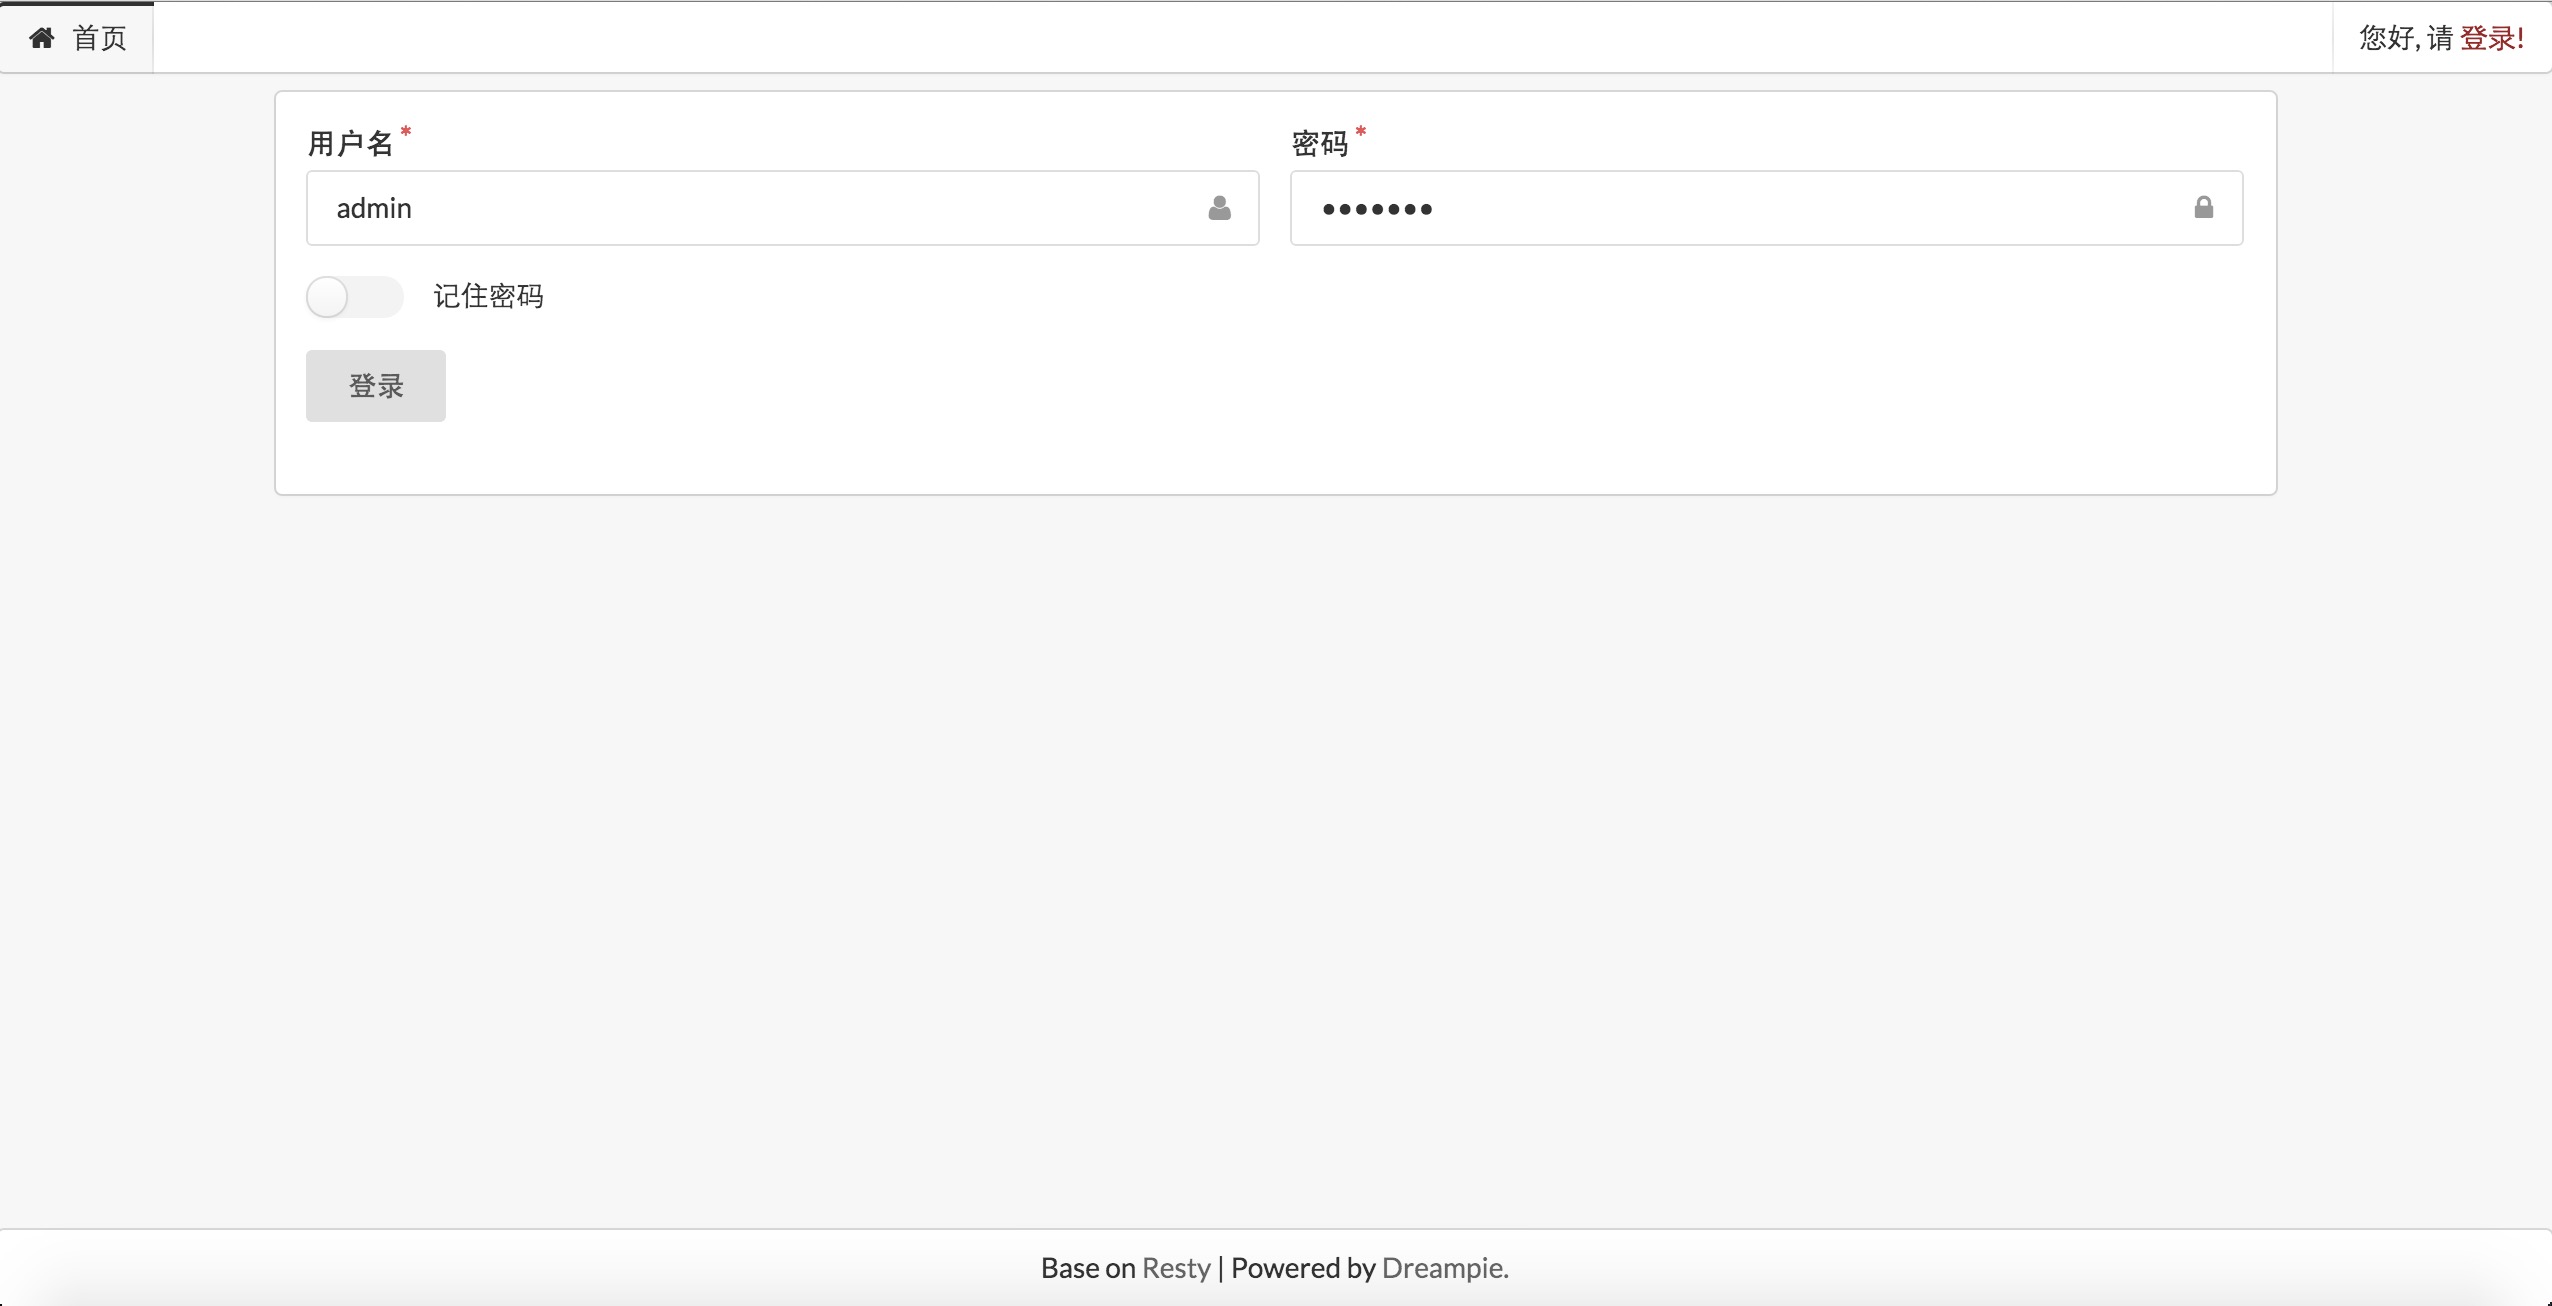 首页
您好, 请 登录!
用户名 *
密码 *
admin
•••••••
记住密码
登录
Base on Resty | Powered by Dreampie.